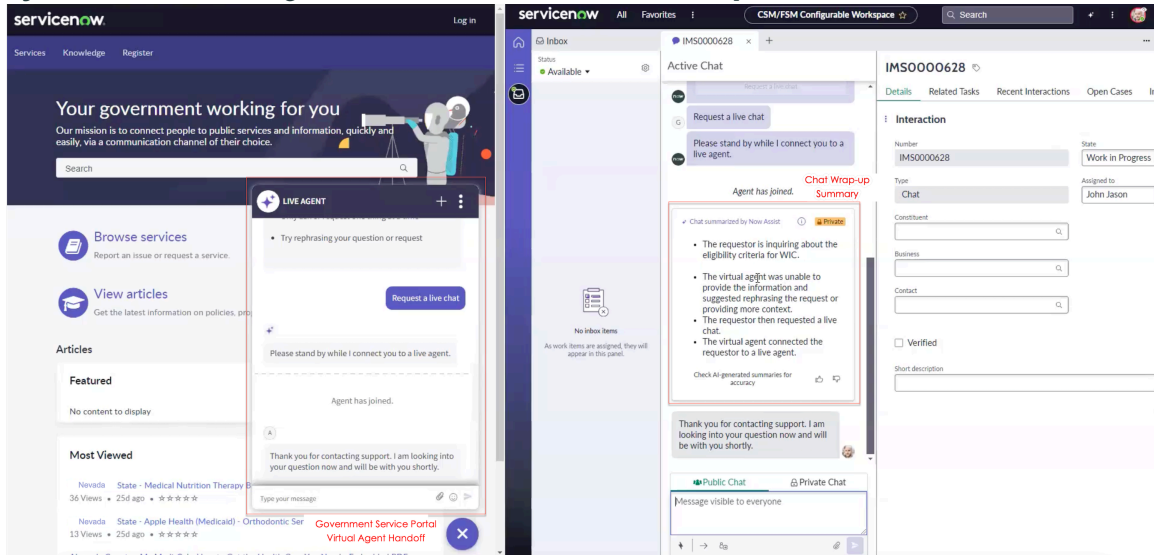 servicenow
Log in
Services Knowledge Register
Your government working
for you
Our mission is to connect people to public services and information, quickly and
easily, via a communication channel of their choice.
Search
Browse services
Report an issue or request a service.
View articles
Get the latest information on policies,
Articles
Featured
No content to display
Most Viewed
Nevada State - Medical Nutrition Therapy
36 Views • 25d ago • ☆☆☆☆☆
Nevada State - Apple Health (Medicaid) - Orthodontic Ser
13 Views • 25d ago • ☆☆☆☆☆
LIVE AGENT
• Try rephrasing your question or request
Request a live chat
Please stand by while I connect you to a live agent.
Agent has joined.
A
Thank you for contacting support. I am looking into
your question now and will be with you shortly.
Type your message
Government Service Portal
Virtual Agent Handoff
servicenow All Favorites CSM/FSM Configurable Workspace ☆ Search
Inbox
Status
Available
No inbox items
As work items are assigned, they will
appear in this panel.
IMS0000628 × +
Active Chat
Request a live chat
now
G Request a live chat
Please stand by while I connect you to a
live agent.
now
Chat Wrap-up
Summary
Agent has joined.
Chat summarized by Now Assist Private
• The requestor is inquiring about the
eligibility criteria for WIC.
• The virtual agent was unable to
provide the information and
suggested rephrasing the request or
providing more context.
• The requestor then requested a live
chat.
• The virtual agent connected the
requestor to a live agent.
Check AI-generated summaries for
accuracy
Thank you for contacting support. I am
looking into your question now and will
be with you shortly.
Public Chat Private Chat
Message visible to everyone
IMS0000628
Details Related Tasks Recent Interactions Open Cases
Interaction
Number
IMS0000628
State
Work in Progress
Type
Chat
Assigned to
John Jason
Constituent
Business
Contact
Verified
Short description